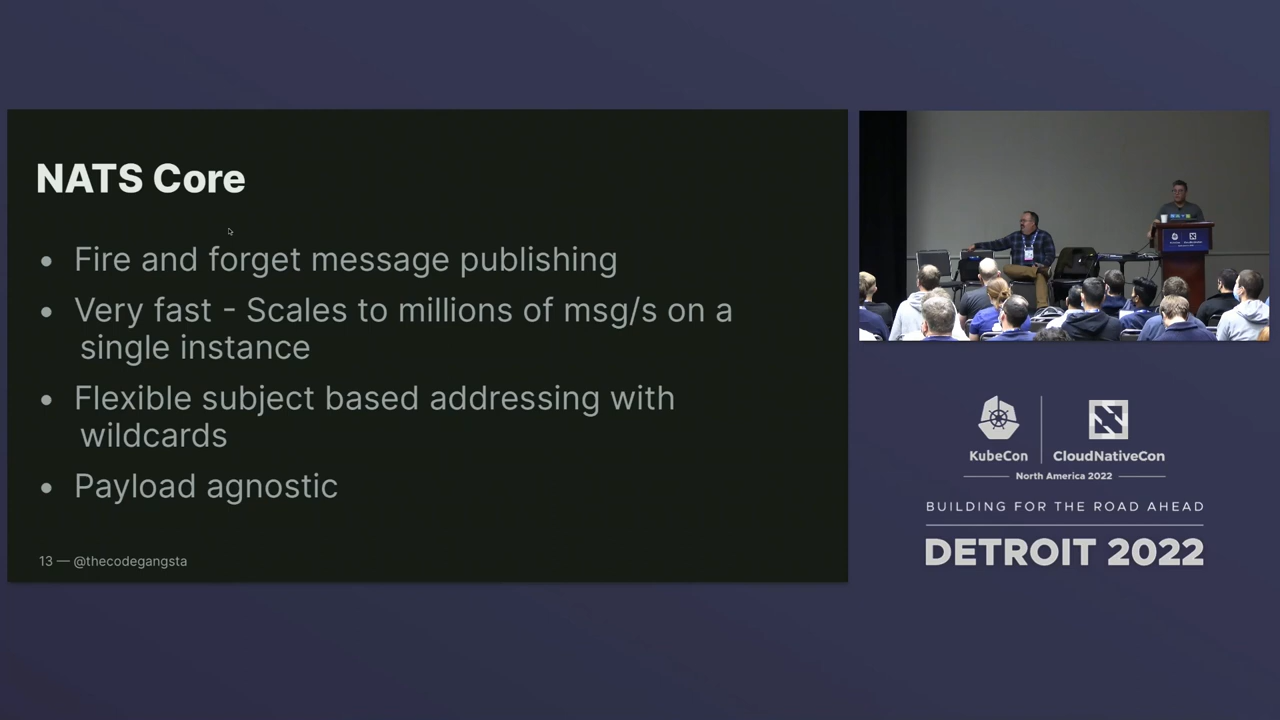 NATS Core
• Fire and forget message publishing
• Very fast - Scales to millions of msg/s on a
single instance
• Flexible subject based addressing with
wildcards
• Payload agnostic
13 — @thecodegangsta
KubeCon
CloudNativeCon
North America 2022
BUILDING FOR THE ROAD AHEAD
DETROIT 2022